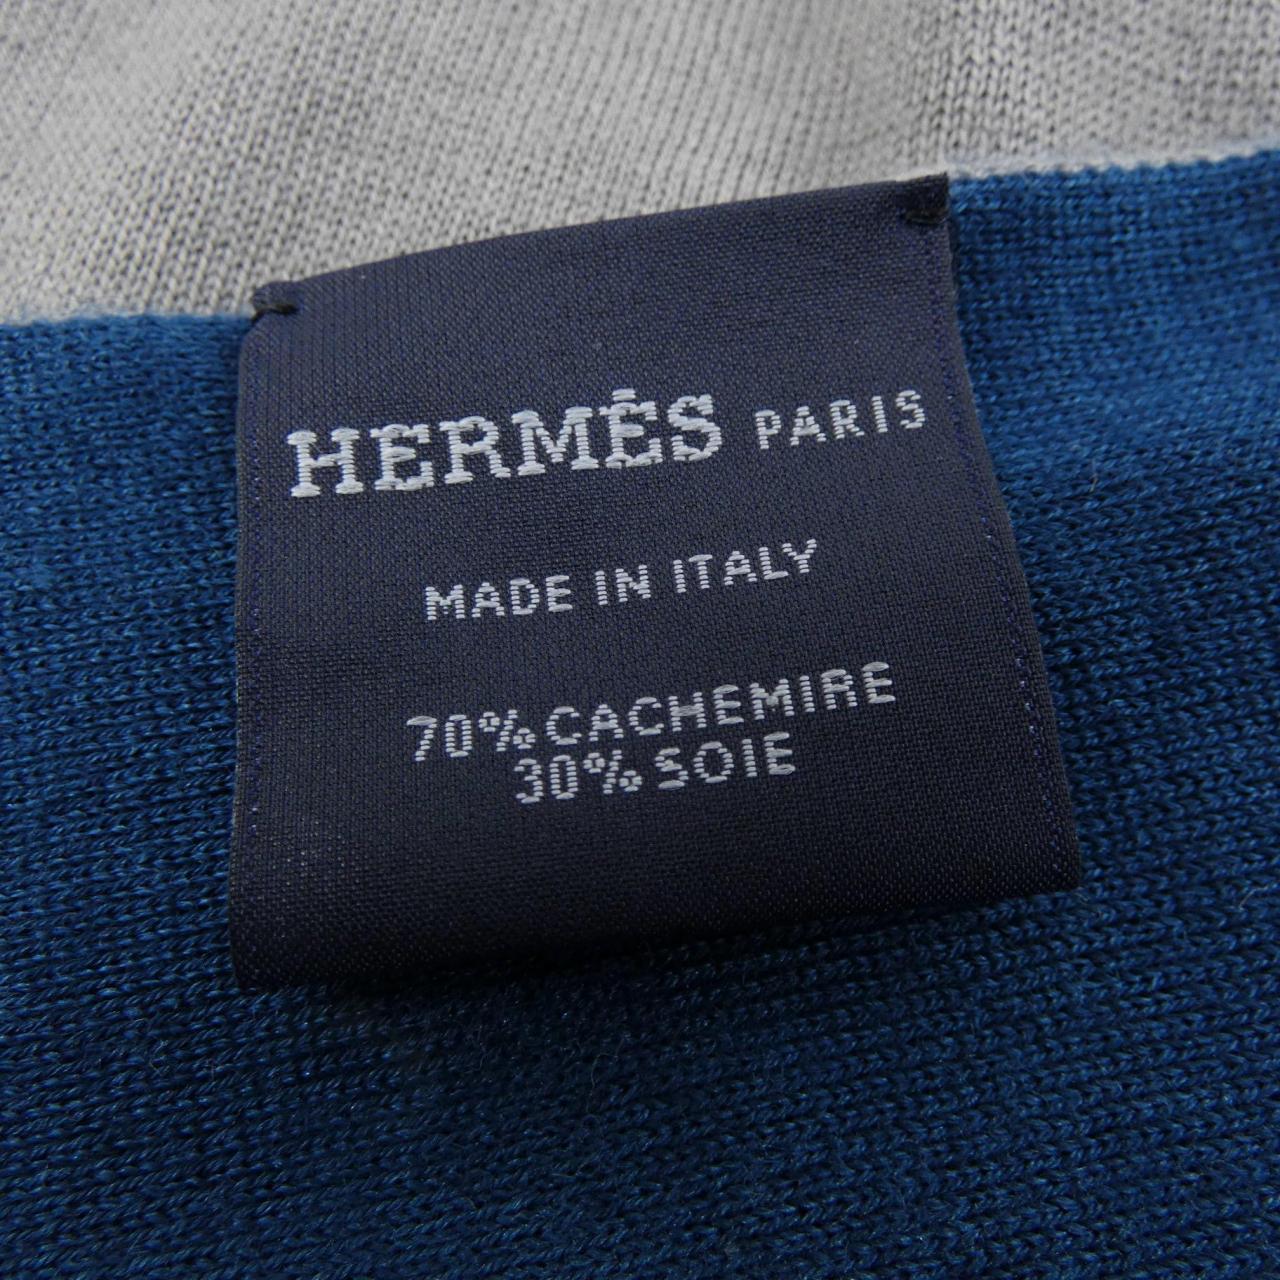 HERMÈS PARIS
MADE IN ITALY
70% CACHEMIRE
30% SOIE